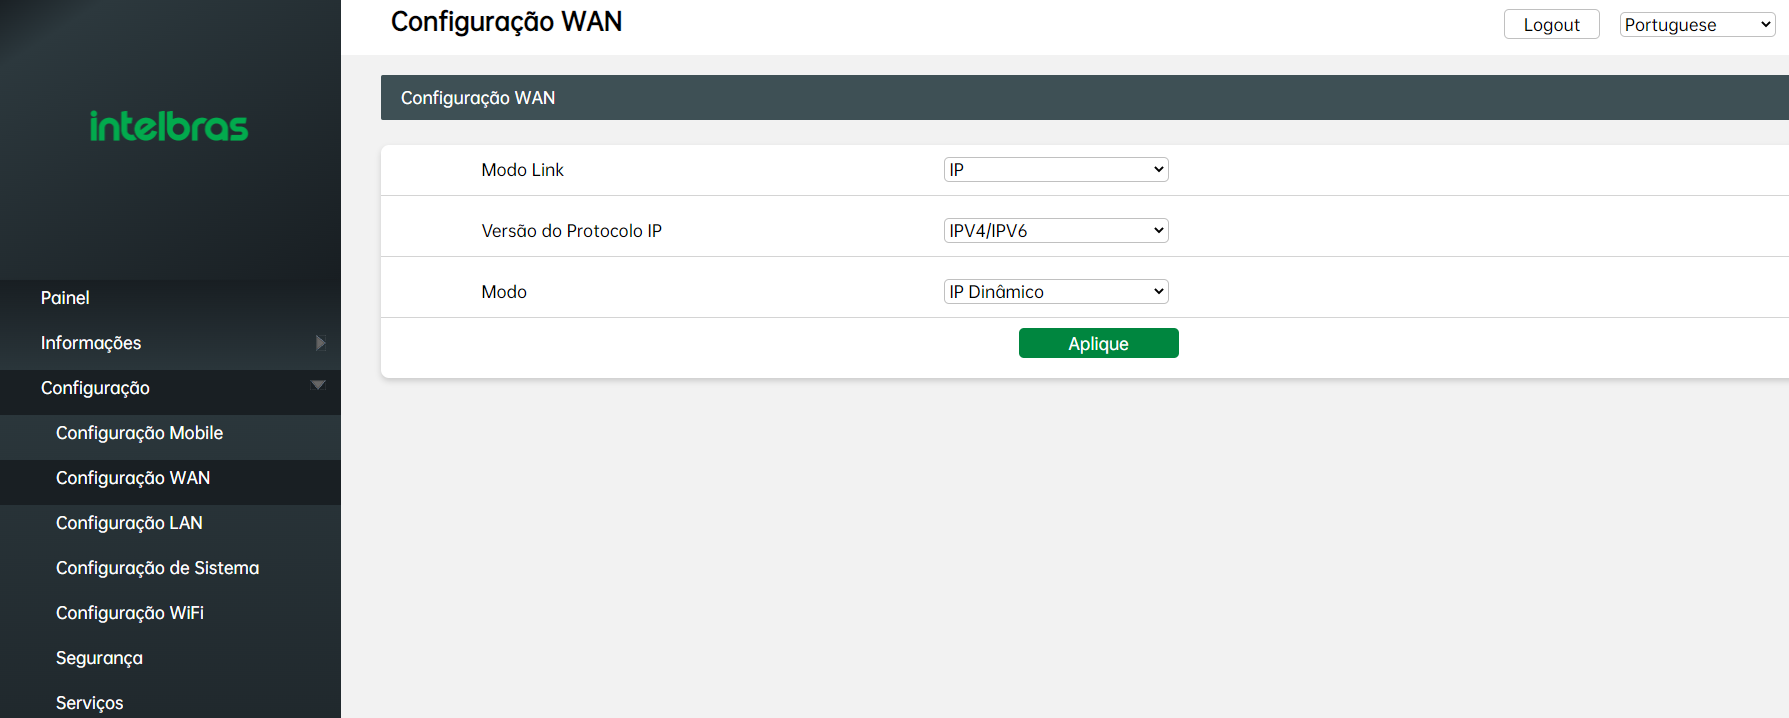 Configuração WAN
Logout
Portuguese
intelbras
Configuração WAN
Modo Link
IP
Versão do Protocolo IP
IPV4/IPV6
Modo
IP Dinâmico
Aplique
Painel
Informações
Configuração
Configuração Mobile
Configuração WAN
Configuração LAN
Configuração de Sistema
Configuração WiFi
Segurança
Serviços